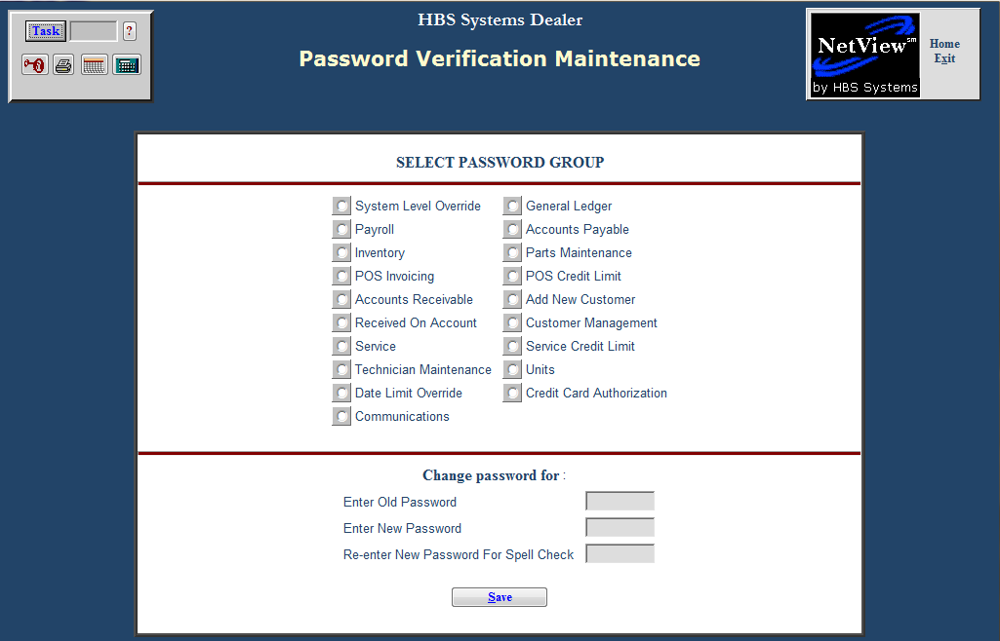 Task
?
HBS Systems Dealer
Password Verification Maintenance
NetView℠
by HBS Systems
Home
Exit
SELECT PASSWORD GROUP
System Level Override General Ledger
Payroll Accounts Payable
Inventory Parts Maintenance
POS Invoicing POS Credit Limit
Accounts Receivable Add New Customer
Received On Account Customer Management
Service Service Credit Limit
Technician Maintenance Units
Date Limit Override Credit Card Authorization
Communications
Change password for :
Enter Old Password
Enter New Password
Re-enter New Password For Spell Check
Save